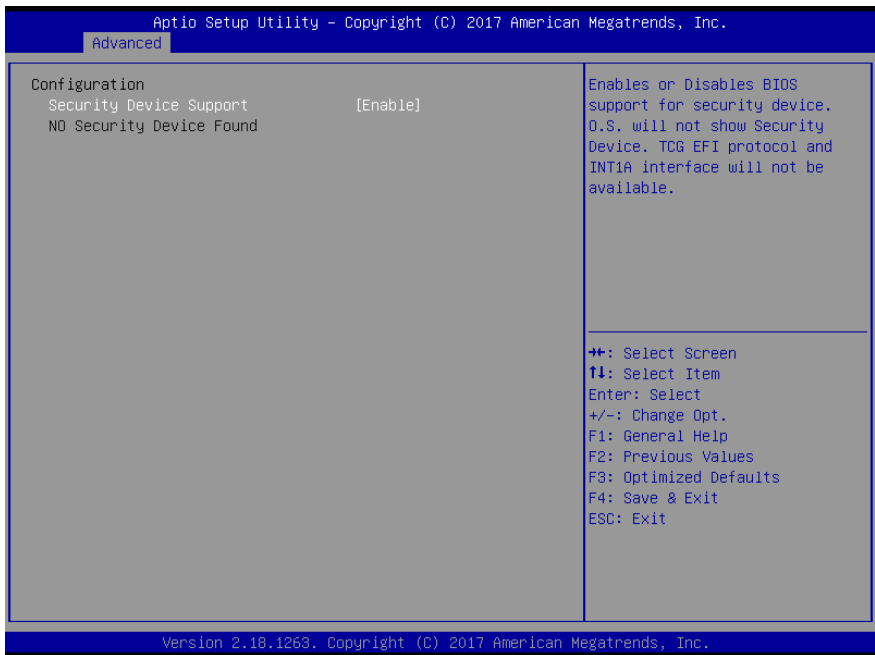 Aptio Setup Utility – Copyright (C) 2017 American Megatrends, Inc.
Advanced
Configuration
Security Device Support [Enable]
NO Security Device Found
Enables or Disables BIOS
support for security device.
O.S. will not show Security
Device. TCG EFI protocol and
INT1A interface will not be
available.
→←: Select Screen
↑↓: Select Item
Enter: Select
+/-: Change Opt.
F1: General Help
F2: Previous Values
F3: Optimized Defaults
F4: Save & Exit
ESC: Exit
Version 2.18.1263. Copyright (C) 2017 American Megatrends, Inc.